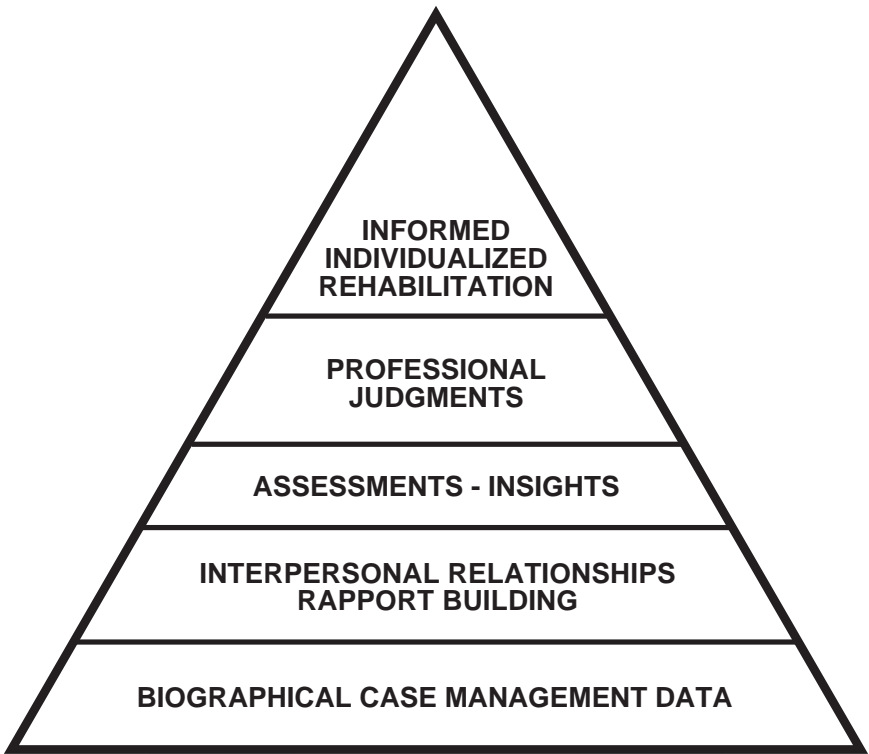 INFORMED
INDIVIDUALIZED
REHABILITATION
PROFESSIONAL
JUDGMENTS
ASSESSMENTS - INSIGHTS
INTERPERSONAL RELATIONSHIPS
RAPPORT BUILDING
BIOGRAPHICAL CASE MANAGEMENT DATA